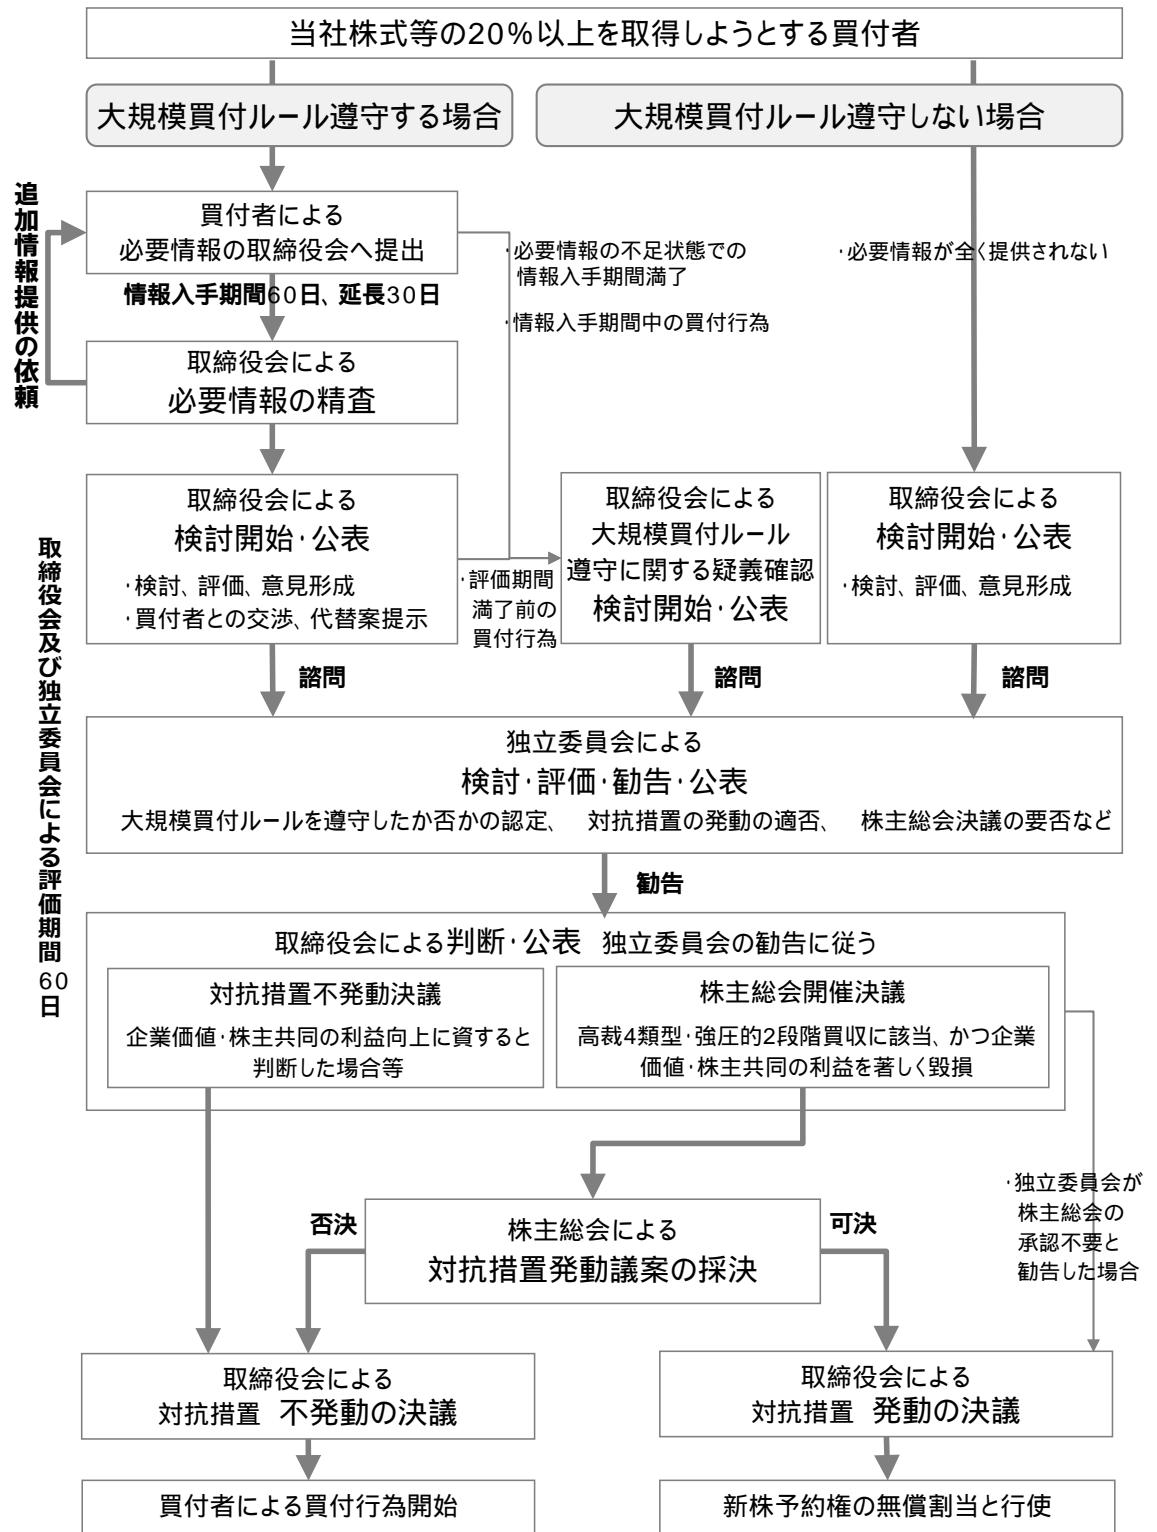 当社株式等の20%以上を取得しようとする買付者
大規模買付ルール遵守する場合
大規模買付ルール遵守しない場合
追加情報提供の依頼
買付者による
必要情報の取締役会へ提出
情報入手期間60日、延長30日
・必要情報の不足状態での
情報入手期間満了
・情報入手期間中の買付行為
・必要情報が全く提供されない
取締役会による
必要情報の精査
取締役会及び独立委員会による評価期間60日
取締役会による
検討開始・公表
・検討、評価、意見形成
・買付者との交渉、代替案提示
・評価期間
満了前の
買付行為
取締役会による
大規模買付ルール
遵守に関する疑義確認
検討開始・公表
取締役会による
検討開始・公表
・検討、評価、意見形成
諮問
諮問
諮問
独立委員会による
検討・評価・勧告・公表
大規模買付ルールを遵守したか否かの認定、 対抗措置の発動の適否、 株主総会決議の要否など
勧告
取締役会による判断・公表 独立委員会の勧告に従う
対抗措置不発動決議
企業価値・株主共同の利益向上に資すると
判断した場合等
株主総会開催決議
高裁4類型・強圧的2段階買収に該当、かつ企業
価値・株主共同の利益を著しく毀損
・独立委員会が
株主総会の
承認不要と
勧告した場合
否決
株主総会による
対抗措置発動議案の採決
可決
取締役会による
対抗措置 不発動の決議
取締役会による
対抗措置 発動の決議
買付者による買付行為開始
新株予約権の無償割当と行使